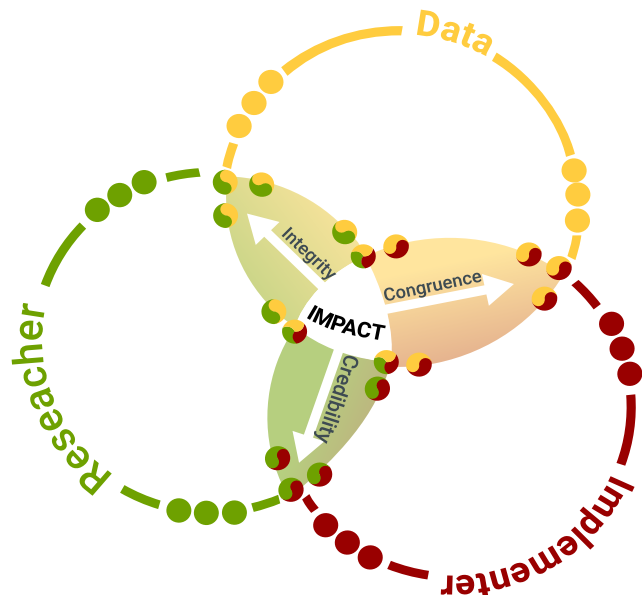 Data
Integrity
Congruence
IMPACT
Credibility
Reseacher
Implementer